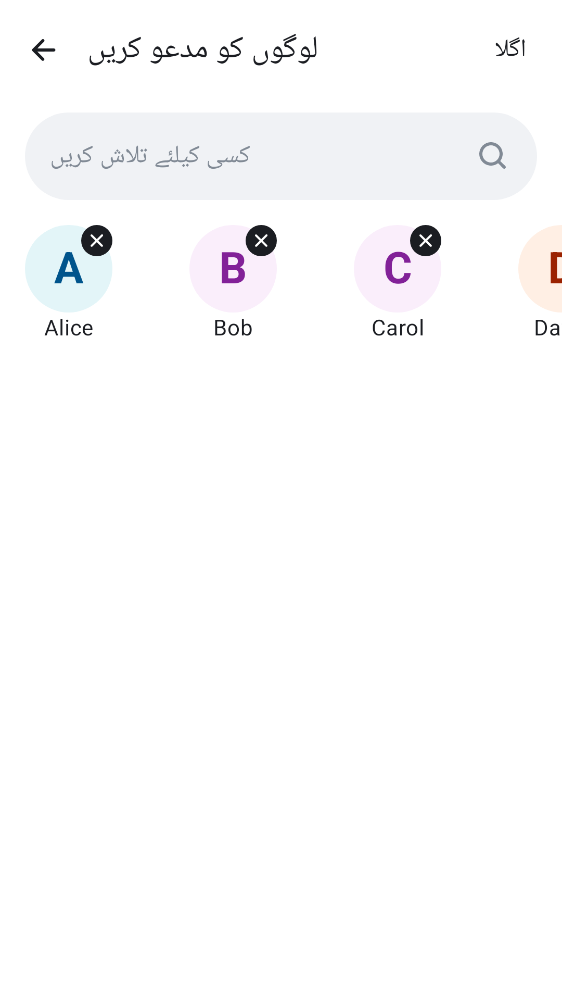 لوگوں کو مدعو کریں
اگلا
کسی کیلئے تلاش کریں
A
B
C
D
Alice
Bob
Carol
Da